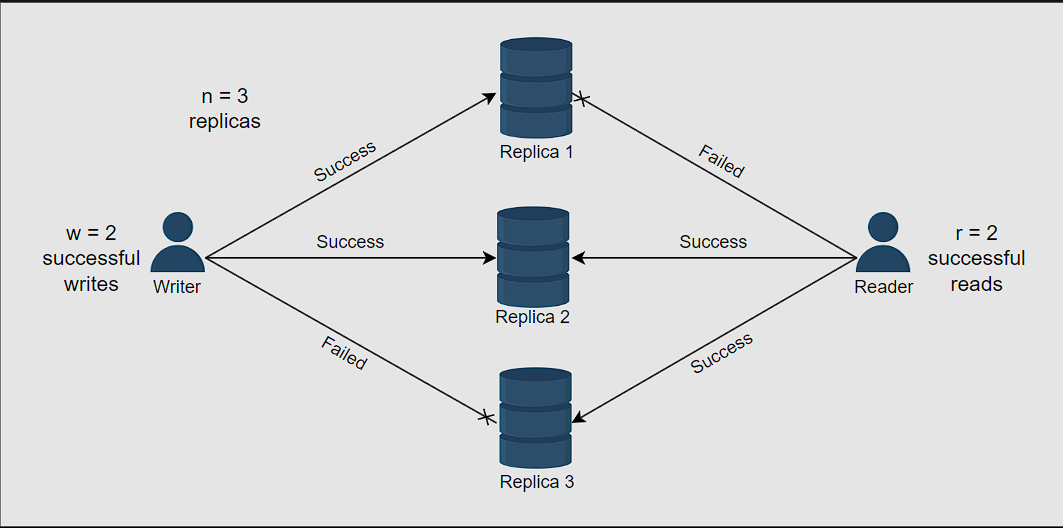 n = 3
replicas
Success
Replica 1
Failed
w = 2
successful
writes
Writer
Success
Replica 2
Success
Reader
r = 2
successful
reads
Failed
Success
Replica 3